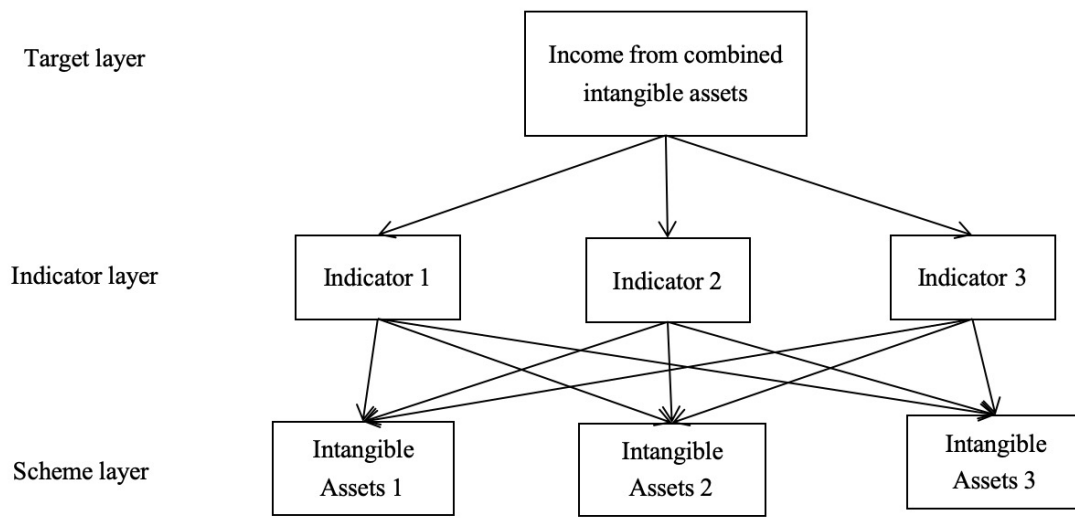 Target layer
Income from combined
intangible assets
Indicator layer
Indicator 1
Indicator 2
Indicator 3
Scheme layer
Intangible
Assets 1
Intangible
Assets 2
Intangible
Assets 3